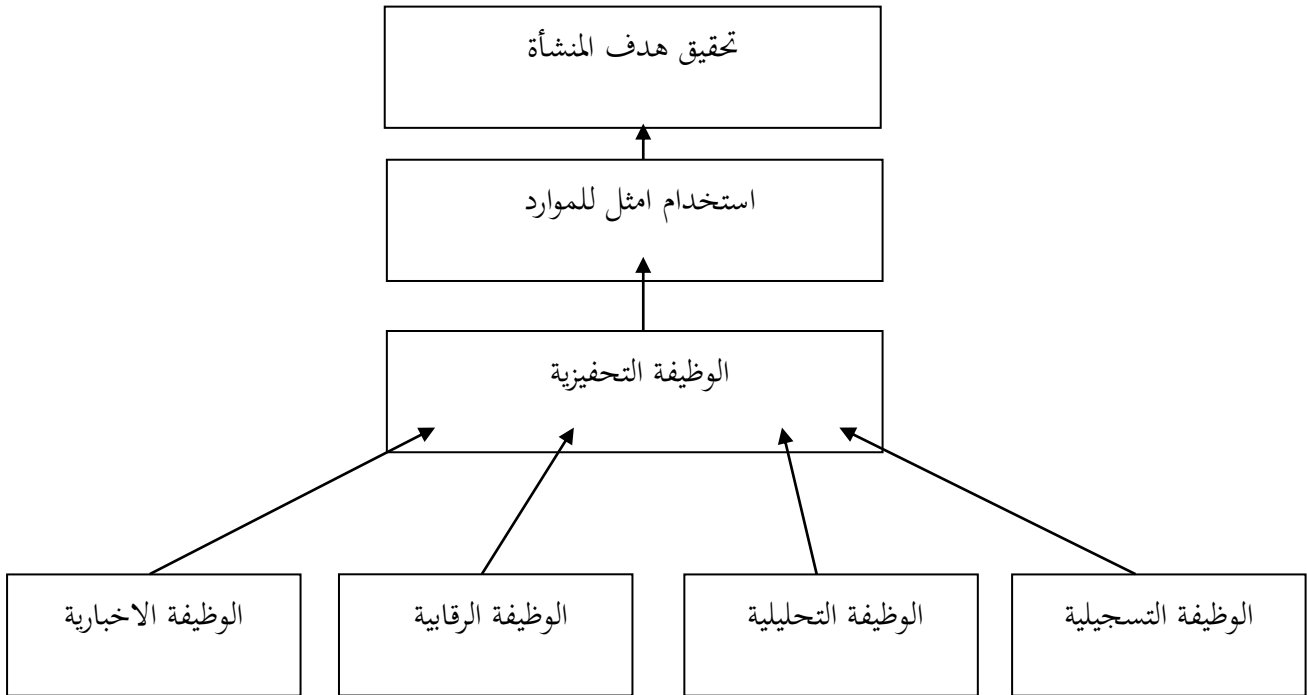 تحقيق هدف المنشأة
استخدام امثل للموارد
الوظيفة التحفيزية
الوظيفة التسجيلية
الوظيفة التحليلية
الوظيفة الرقابية
الوظيفة الاخبارية